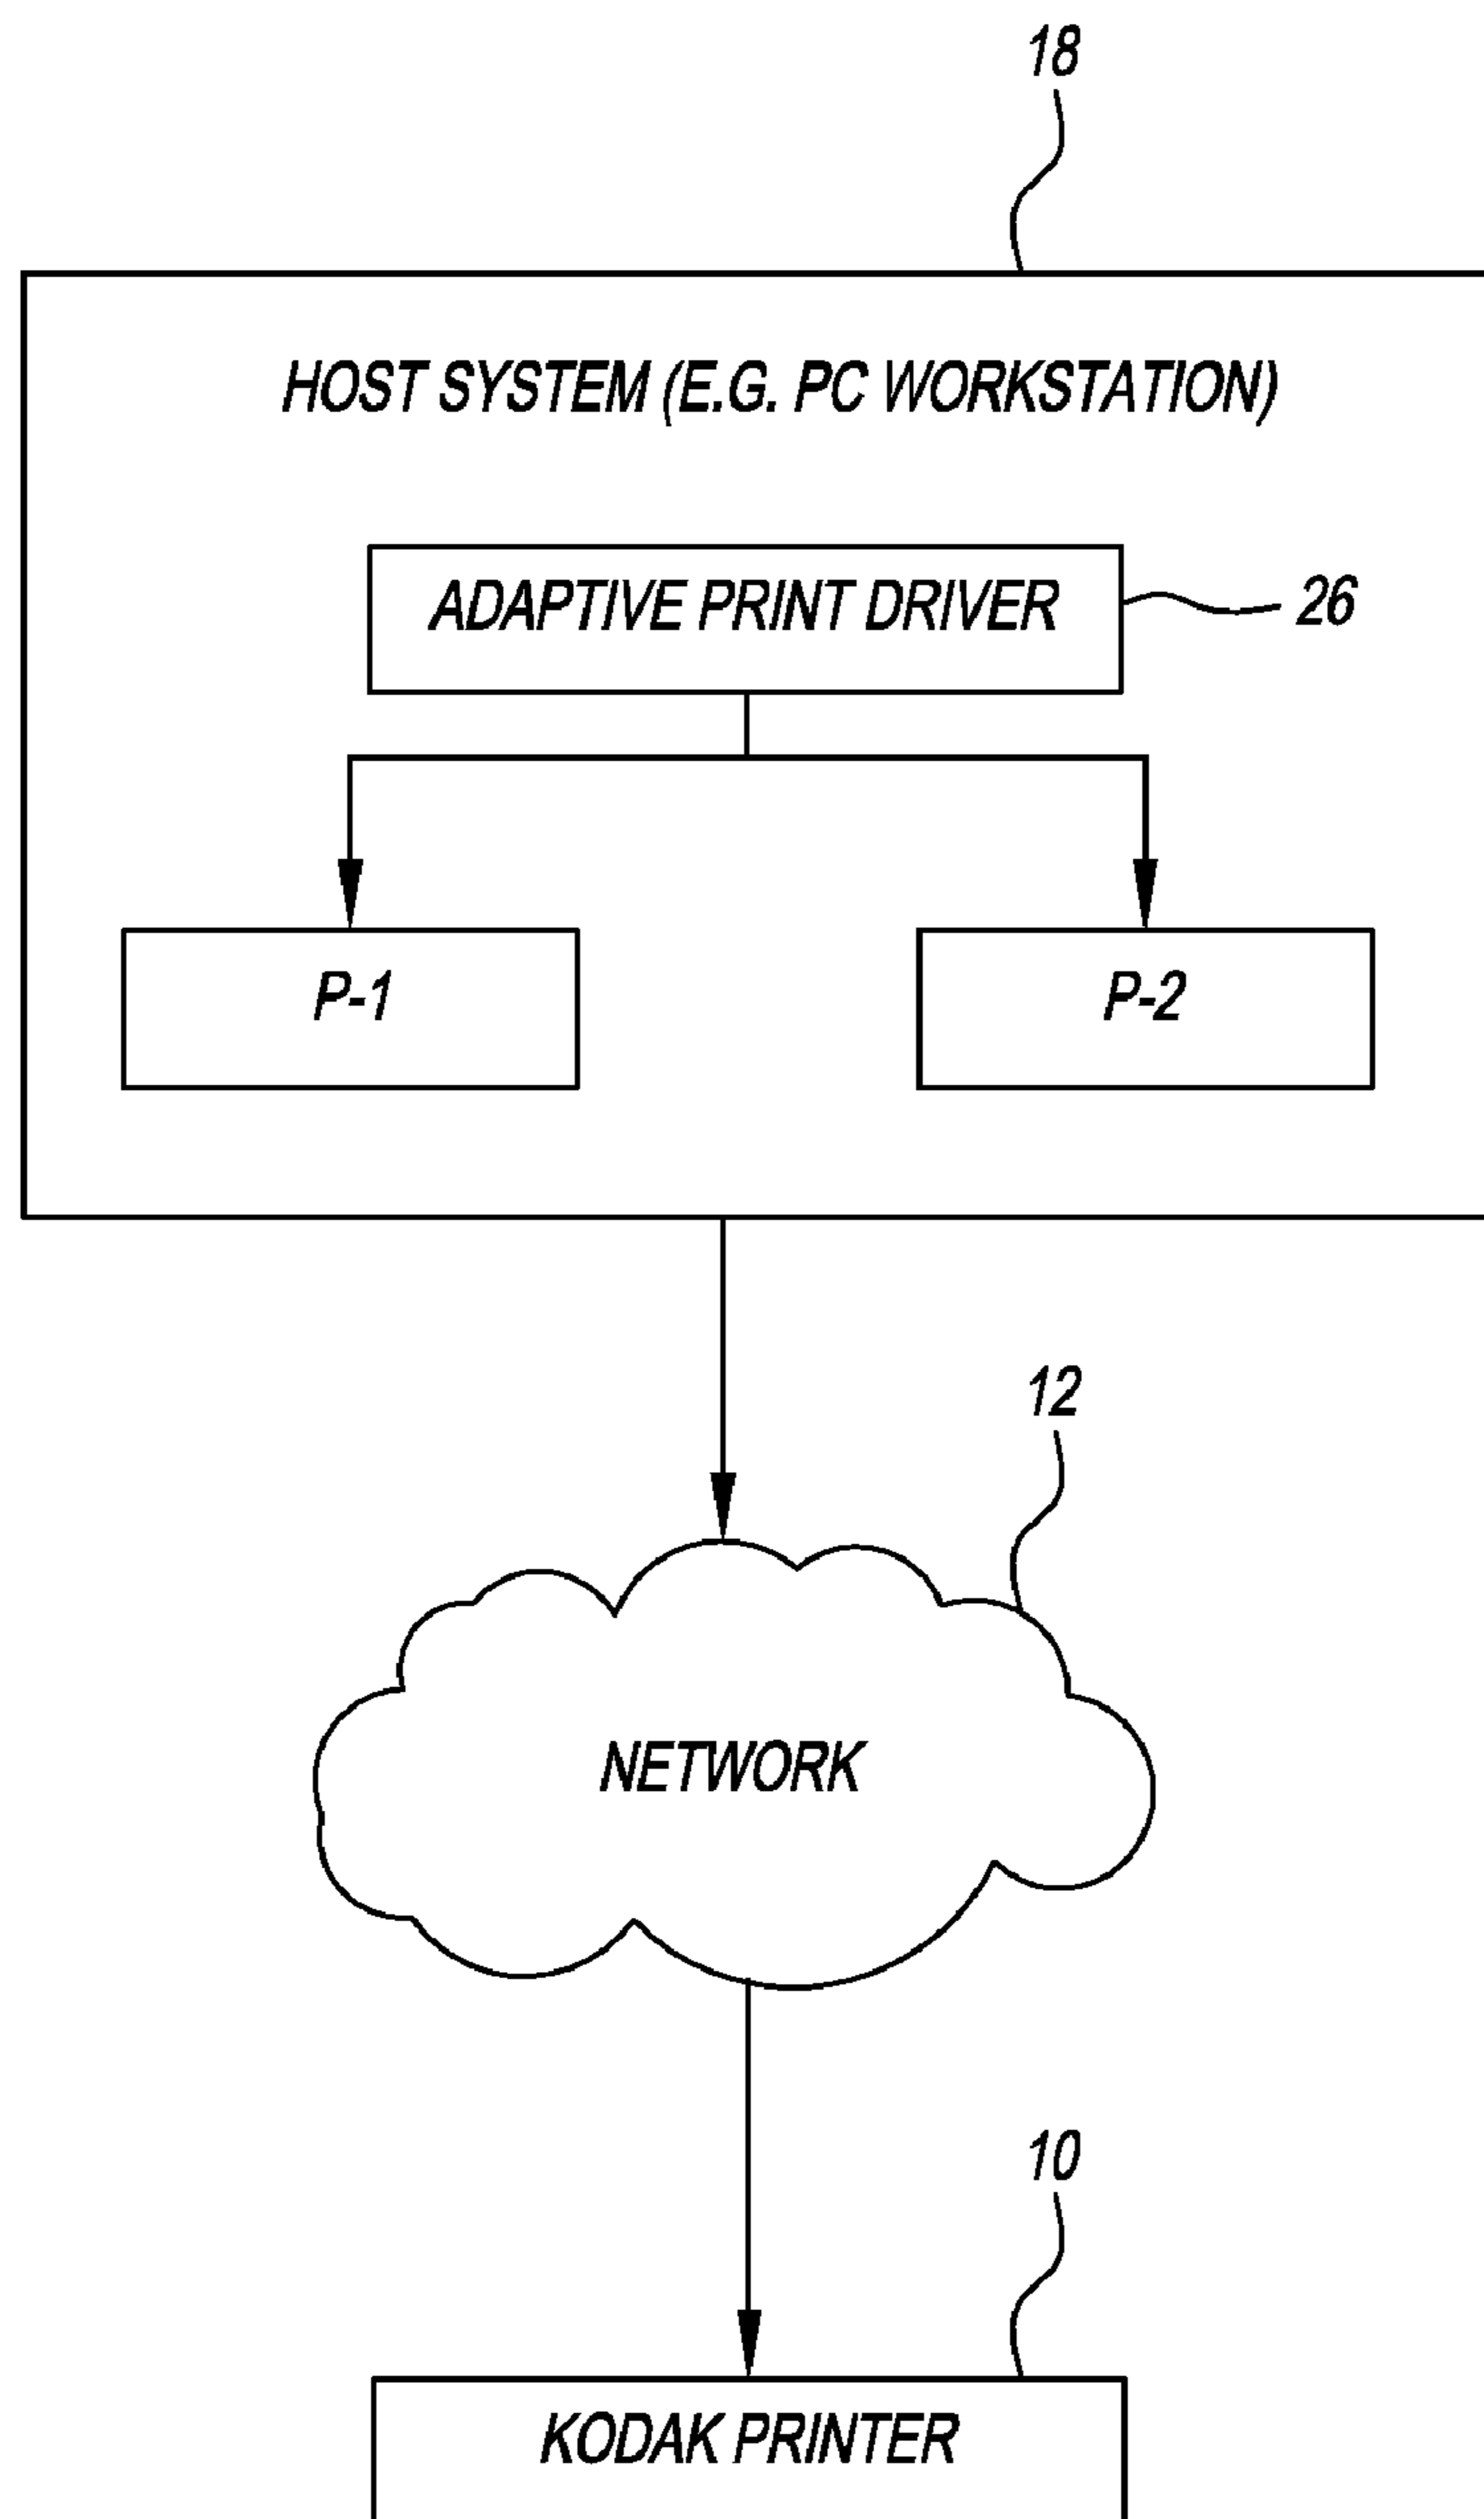 18
HOST SYSTEM (E.G. PC WORKSTATION)
ADAPTIVE PRINT DRIVER
26
P-1
P-2
12
NETWORK
10
KODAK PRINTER